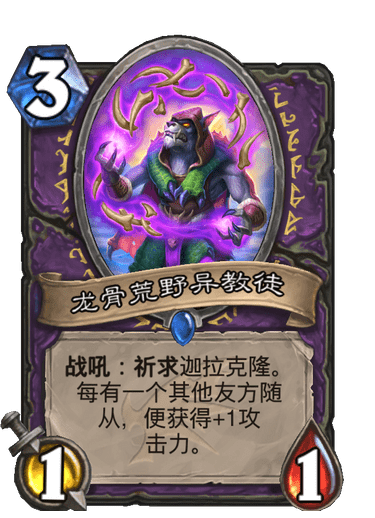 3
龙骨荒野异教徒
战吼：祈求迦拉克隆。
每有一个其他友方随
从，便获得+1攻
击力。
1
1